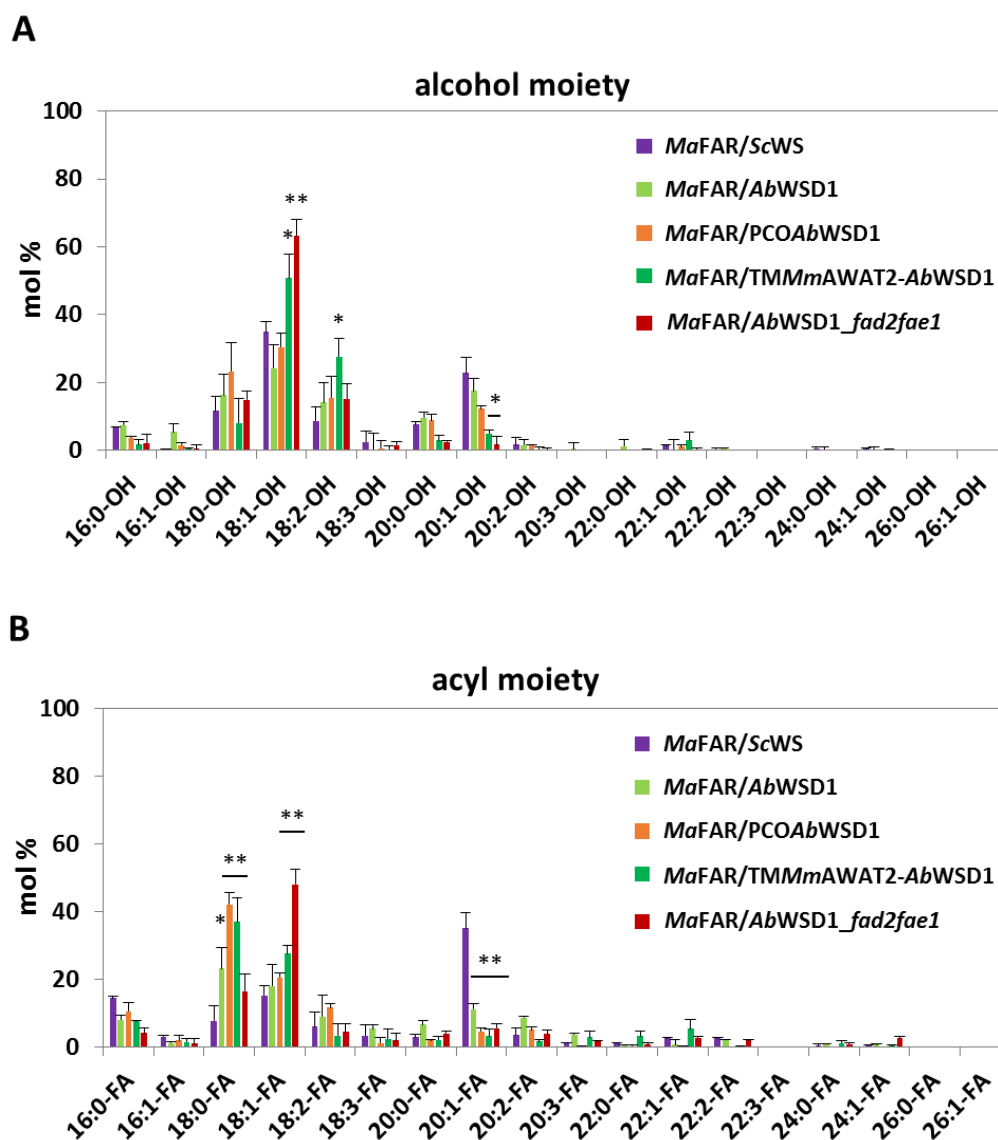 A
alcohol moiety
100
80
60
40
20
0
mol %
MaFAR/ScWS
MaFAR/AbWSD1
MaFAR/PCOAbWSD1
MaFAR/TMMmAWAT2-AbWSD1
MaFAR/AbWSD1_fad2fae1
**
*
*
*
16:0-OH
16:1-OH
18:0-OH
18:1-OH
18:2-OH
18:3-OH
20:0-OH
20:1-OH
20:2-OH
20:3-OH
22:0-OH
22:1-OH
22:2-OH
22:3-OH
24:0-OH
24:1-OH
26:0-OH
26:1-OH
B
acyl moiety
100
80
60
40
20
0
mol %
MaFAR/ScWS
MaFAR/AbWSD1
MaFAR/PCOAbWSD1
MaFAR/TMMmAWAT2-AbWSD1
MaFAR/AbWSD1_fad2fae1
*
**
**
**
16:0-FA
16:1-FA
18:0-FA
18:1-FA
18:2-FA
18:3-FA
20:0-FA
20:1-FA
20:2-FA
20:3-FA
22:0-FA
22:1-FA
22:2-FA
22:3-FA
24:0-FA
24:1-FA
26:0-FA
26:1-FA